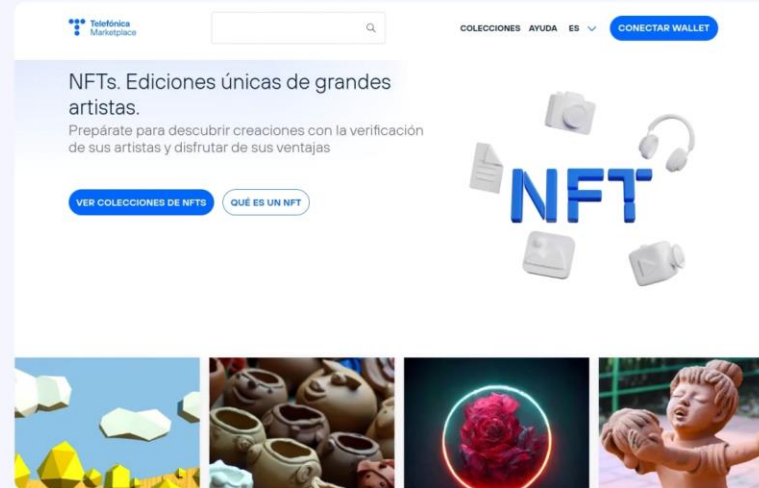 Telefónica
Marketplace
COLECCIONES AYUDA ES
CONECTAR WALLET
NFTs. Ediciones únicas de grandes
artistas.
Prepárate para descubrir creaciones con la verificación
de sus artistas y disfrutar de sus ventajas
VER COLECCIONES DE NFTS
QUÉ ES UN NFT
NFT